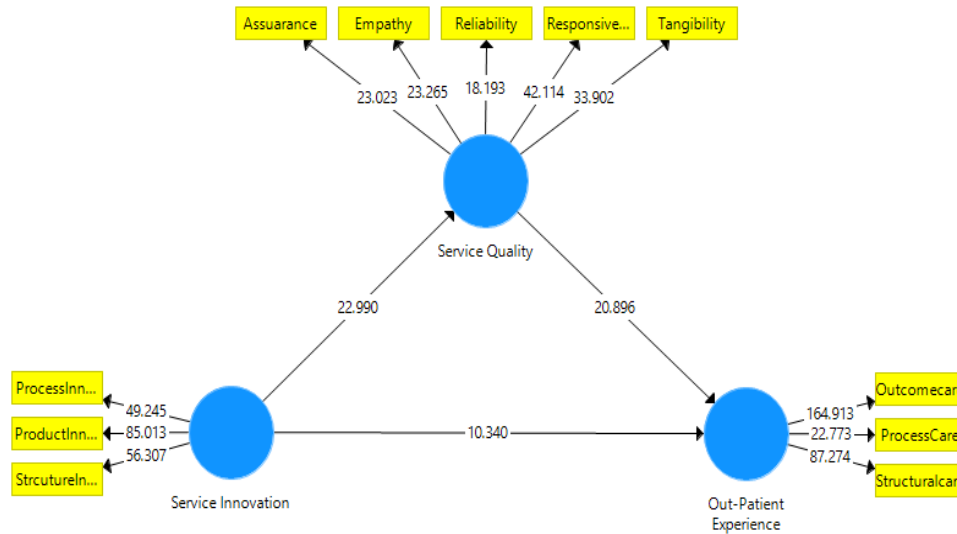 Assuarance Empathy Reliability Responsive... Tangibility
23.023 23.265 18.193 42.114 33.902
Service Quality
22.990 20.896
ProcessInn...
ProductInn...
StrcutureIn...
49.245
85.013
56.307
Service Innovation
10.340
164.913
22.773
87.274
Outcomecar
ProcessCare
Structuralcar
Out-Patient
Experience